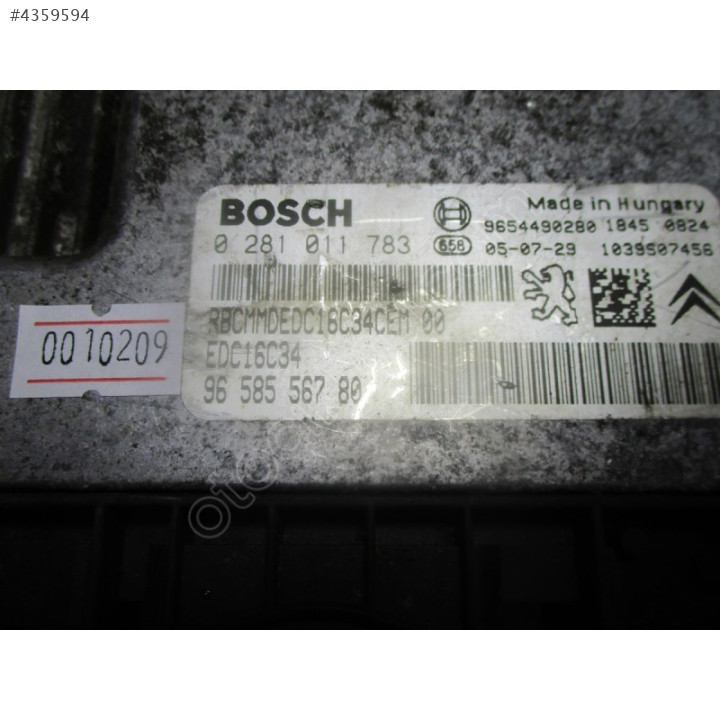 #4359594
BOSCH
Made in Hungary
9654490280 1845 0824
0 281 011 783 658 05-07-29 1039S07456
RBCMMDEDC16C34CEM 00
EDC16C34
96 585 567 80
0010209